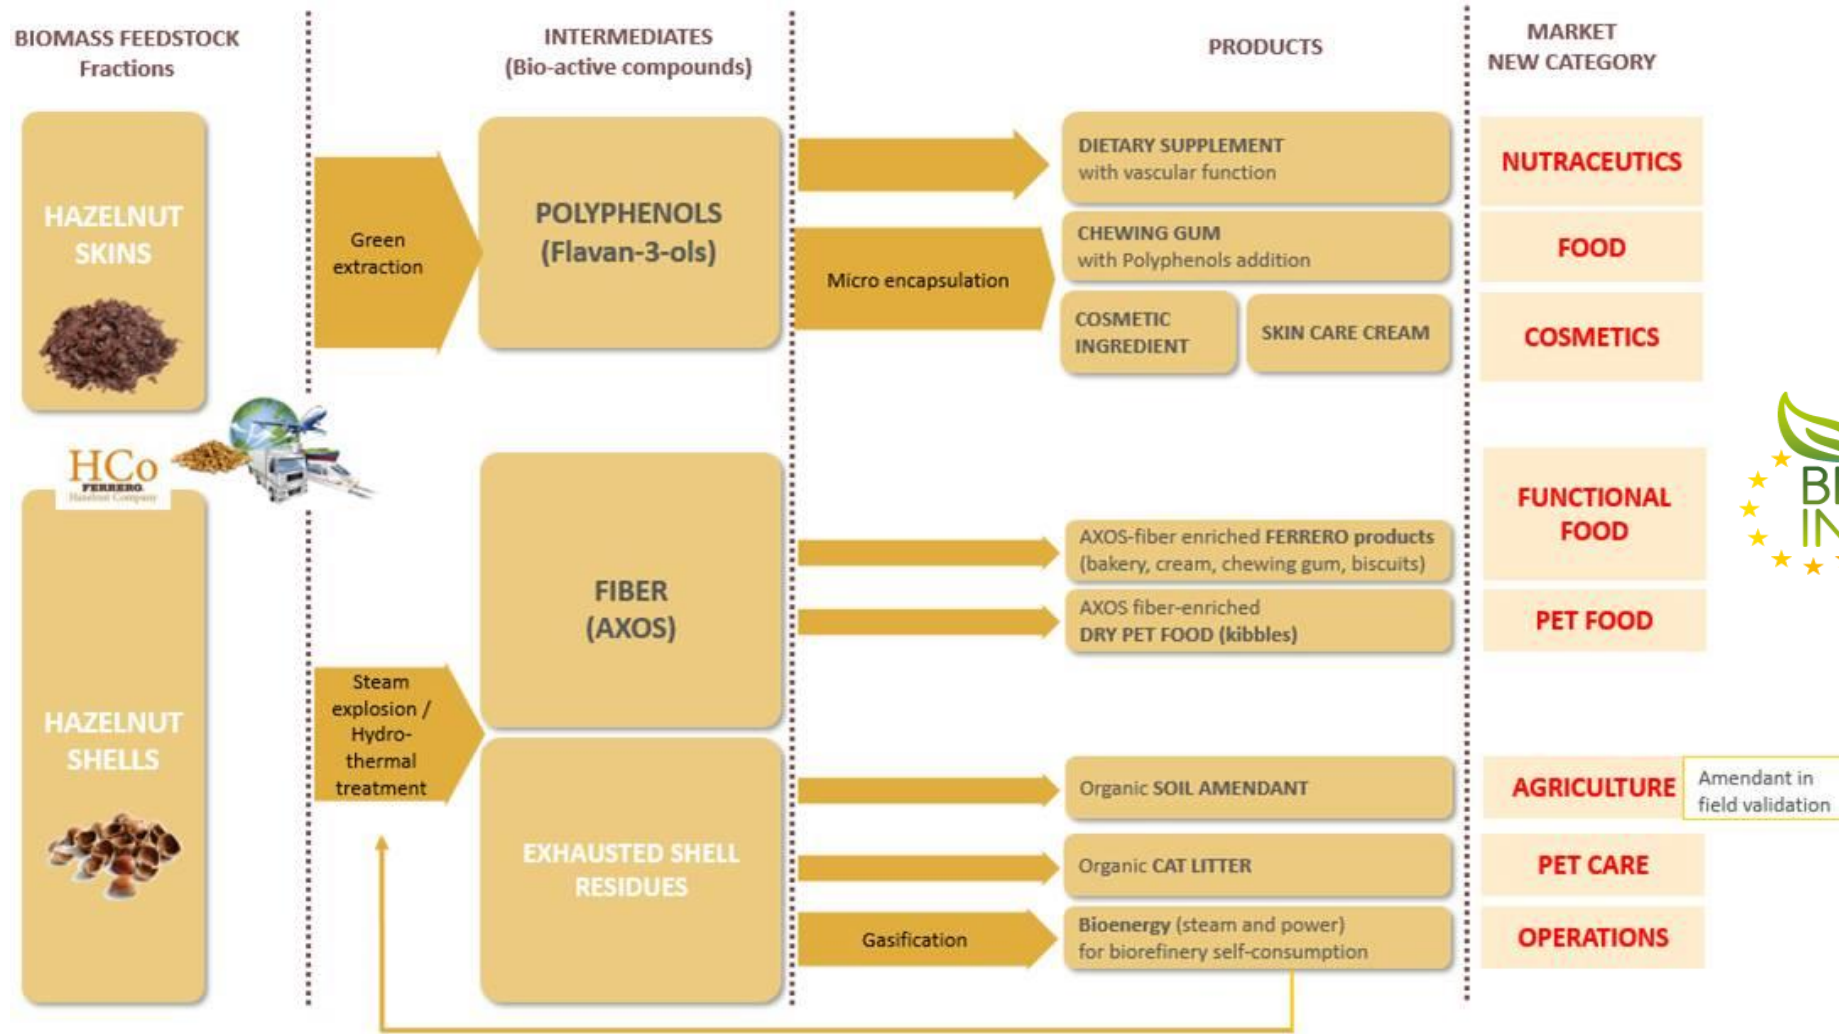 BIOMASS FEEDSTOCK
Fractions
INTERMEDIATES
(Bio-active compounds)
PRODUCTS
MARKET
NEW CATEGORY
HAZELNUT
SKINS
Green
extraction
POLYPHENOLS
(Flavan-3-ols)
Micro encapsulation
DIETARY SUPPLEMENT
with vascular function
CHEWING GUM
with Polyphenols addition
COSMETIC
INGREDIENT
SKIN CARE CREAM
NUTRACEUTICS
FOOD
COSMETICS
HCo
FERRERO
Hazelnut Company
HAZELNUT
SHELLS
Steam
explosion /
Hydro-
thermal
treatment
FIBER
(AXOS)
EXHAUSTED SHELL
RESIDUES
Gasification
AXOS-fiber enriched FERRERO products
(bakery, cream, chewing gum, biscuits)
AXOS fiber-enriched
DRY PET FOOD (kibbles)
Organic SOIL AMENDANT
Organic CAT LITTER
Bioenergy (steam and power)
for biorefinery self-consumption
FUNCTIONAL
FOOD
PET FOOD
AGRICULTURE
Amendant in
field validation
PET CARE
OPERATIONS